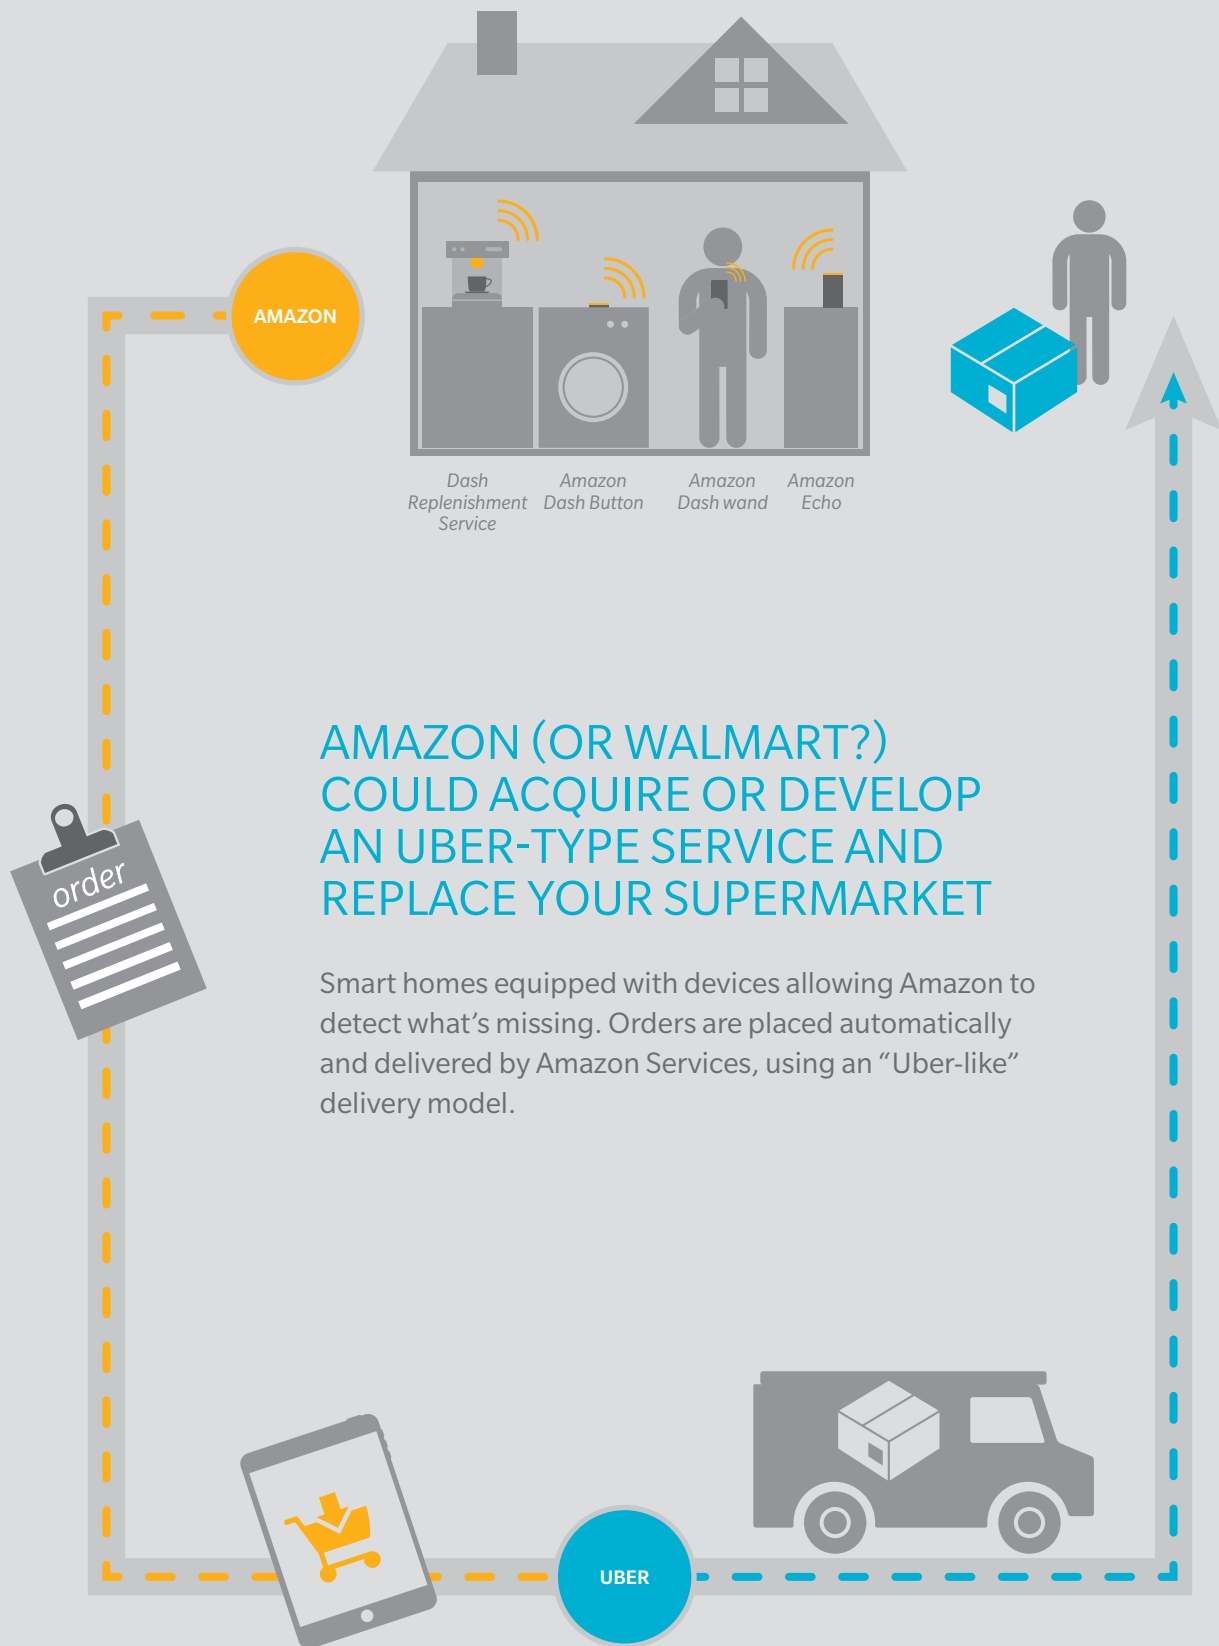 AMAZON
Dash
Replenishment
Service
Amazon
Dash Button
Amazon
Dash wand
Amazon
Echo
AMAZON (OR WALMART?)
COULD ACQUIRE OR DEVELOP
AN UBER-TYPE SERVICE AND
REPLACE YOUR SUPERMARKET
Smart homes equipped with devices allowing Amazon to
detect what’s missing. Orders are placed automatically
and delivered by Amazon Services, using an “Uber-like”
delivery model.
order
UBER